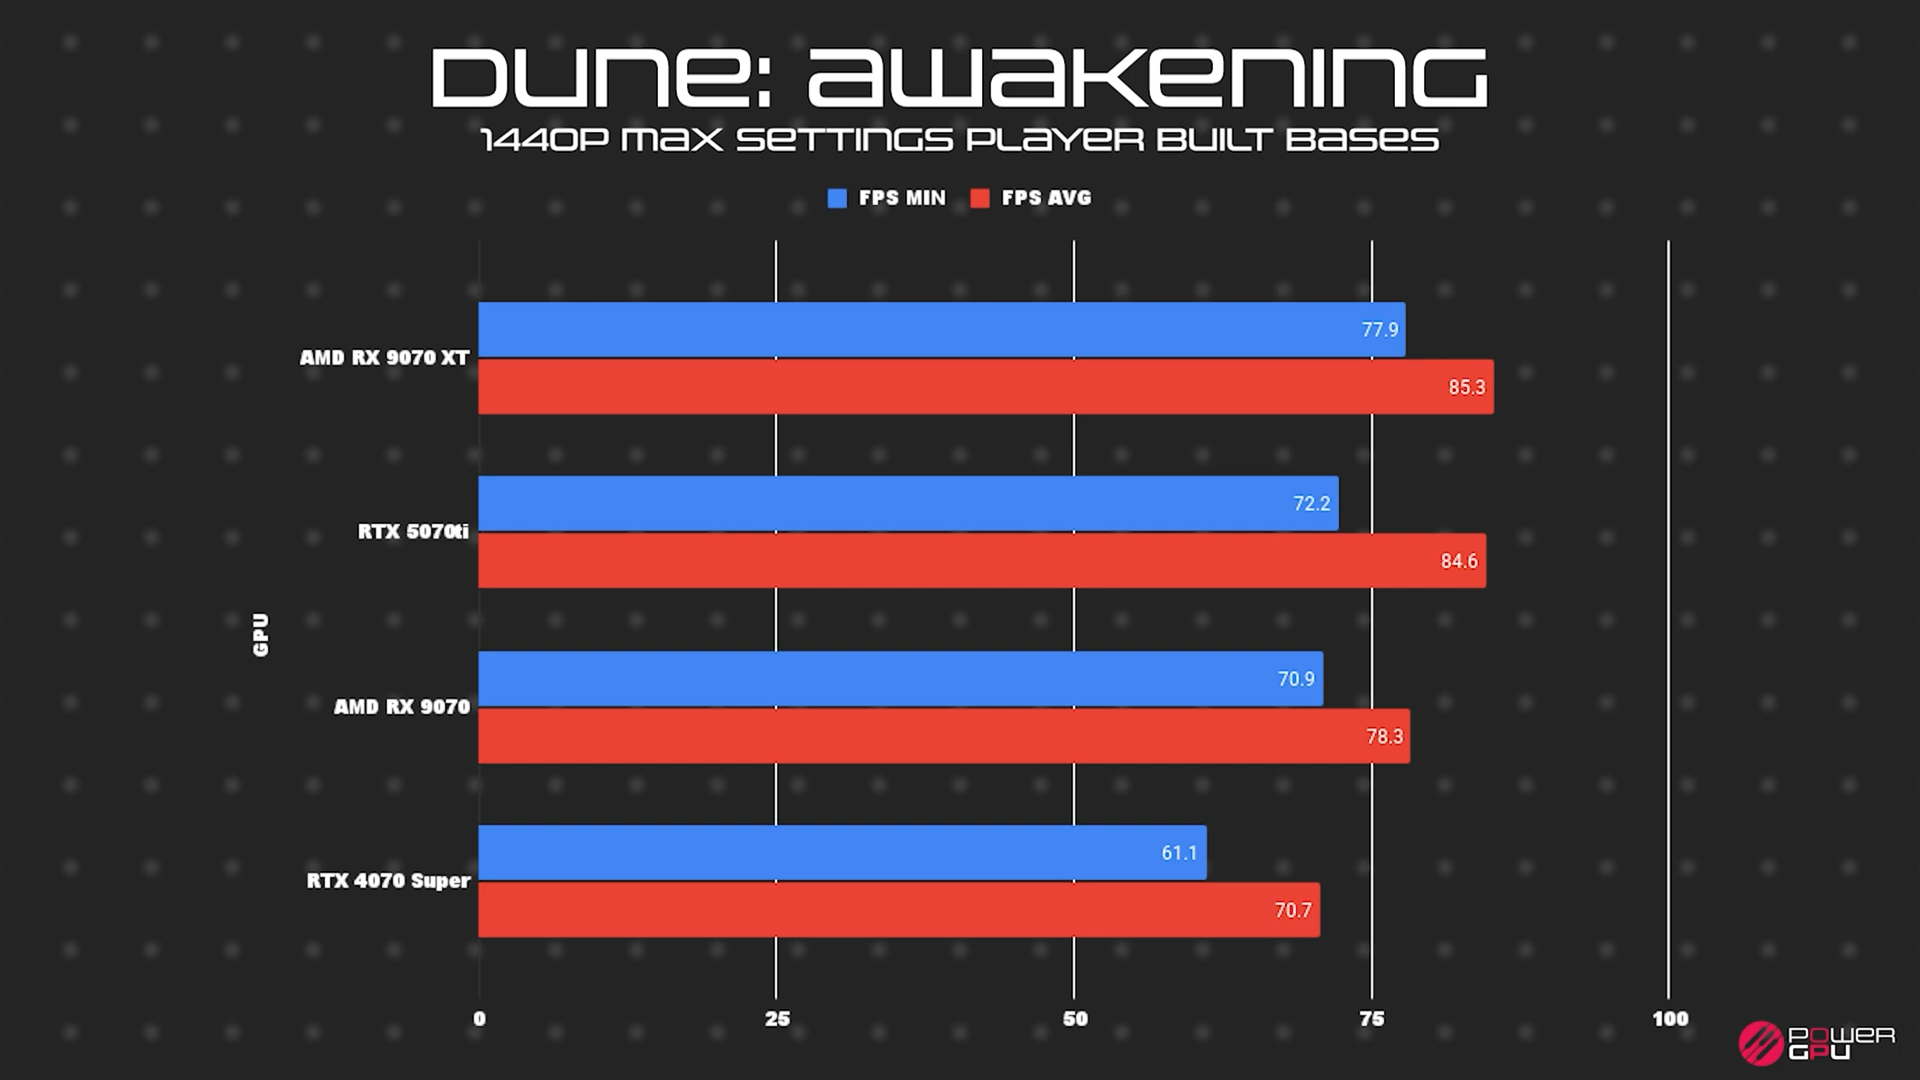 DUNE: AWAKENING
1440P MAX SETTINGS PLAYER BUILT BASES
FPS MIN FPS AVG
AMD RX 9070 XT
77.9
85.3
RTX 5070ti
72.2
84.6
GPU
AMD RX 9070
70.9
78.3
RTX 4070 Super
61.1
70.7
0 25 50 75 100
POWER
GPU